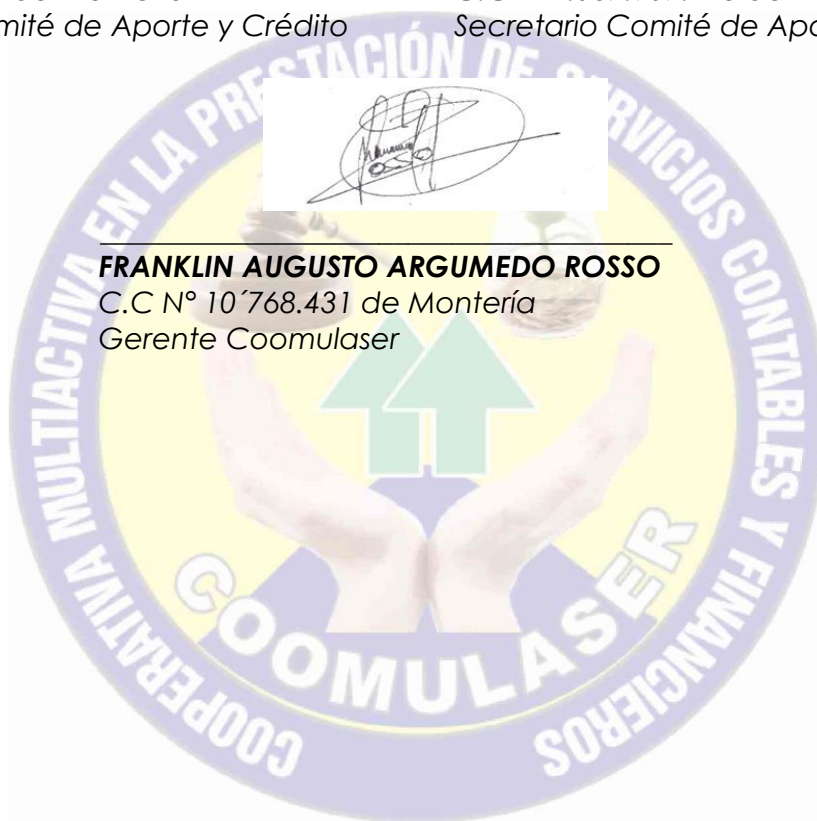 mité de Aporte y Crédito Secretario Comité de Apo
FRANKLIN AUGUSTO ARGUMEDO ROSSO
C.C N° 10´768.431 de Montería
Gerente Coomulaser
COOPERATIVA MULTIACTIVA EN LA PRESTACIÓN DE SERVICIOS CONTABLES Y FINANCIEROS
COOMULASER